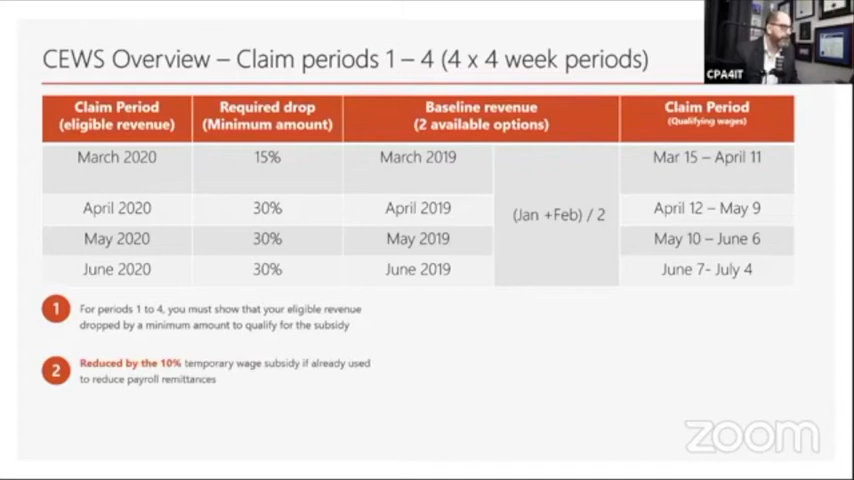 CEWS Overview – Claim periods 1 – 4 (4 x 4 week periods)
CPA4IT
Claim Period
(eligible revenue)
Required drop
(Minimum amount)
Baseline revenue
(2 available options)
Claim Period
(Qualifying wages)
March 2020
15%
March 2019
(Jan +Feb) / 2
Mar 15 – April 11
April 2020
30%
April 2019
April 12 – May 9
May 2020
30%
May 2019
May 10 – June 6
June 2020
30%
June 2019
June 7- July 4
1
For periods 1 to 4, you must show that your eligible revenue
dropped by a minimum amount to qualify for the subsidy
2
Reduced by the 10% temporary wage subsidy if already used
to reduce payroll remittances
zoom